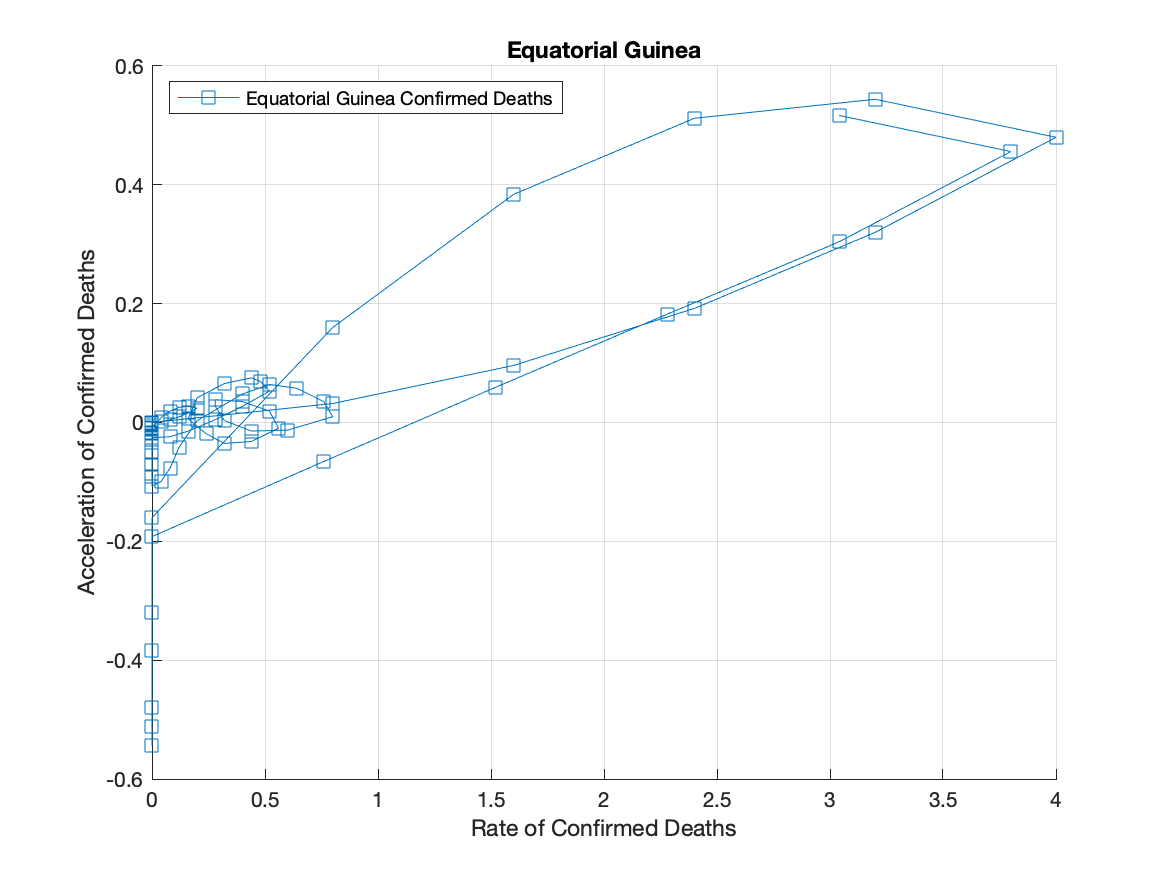 Equatorial Guinea
Equatorial Guinea Confirmed Deaths
Acceleration of Confirmed Deaths
0.6
0.4
0.2
0
-0.2
-0.4
-0.6
0 0.5 1 1.5 2 2.5 3 3.5 4
Rate of Confirmed Deaths